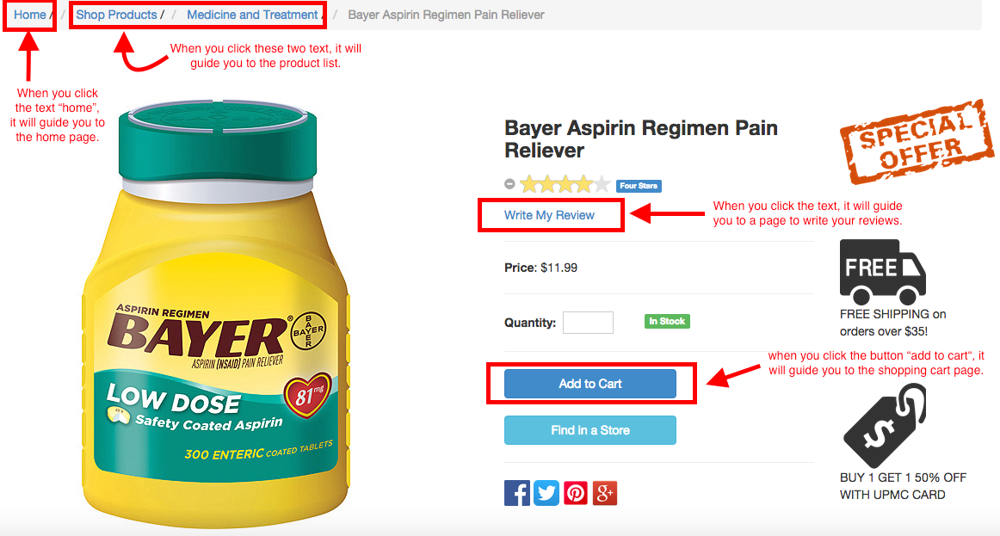 Home / / Shop Products / / Medicine and Treatment / / Bayer Aspirin Regimen Pain Reliever
When you click these two text, it will
guide you to the product list.
When you click
the text “home”,
it will guide you to
the home page.
Bayer Aspirin Regimen Pain
Reliever
SPECIAL
OFFER
Four Stars
Write My Review
When you click the text, it will guide
you to a page to write your reviews.
Price: $11.99
FREE
FREE SHIPPING on
orders over $35!
Quantity:
In Stock
when you click the button “add to cart“, it
will guide you to the shopping cart page.
Add to Cart
Find in a Store
$
BUY 1 GET 1 50% OFF
WITH UPMC CARD
f
P
g+
ASPIRIN REGIMEN
BAYER®
BAYER
BAYER
ASPIRIN (NSAID) PAIN RELIEVER
LOW DOSE
81mg
Safety Coated Aspirin
300 ENTERIC COATED TABLETS